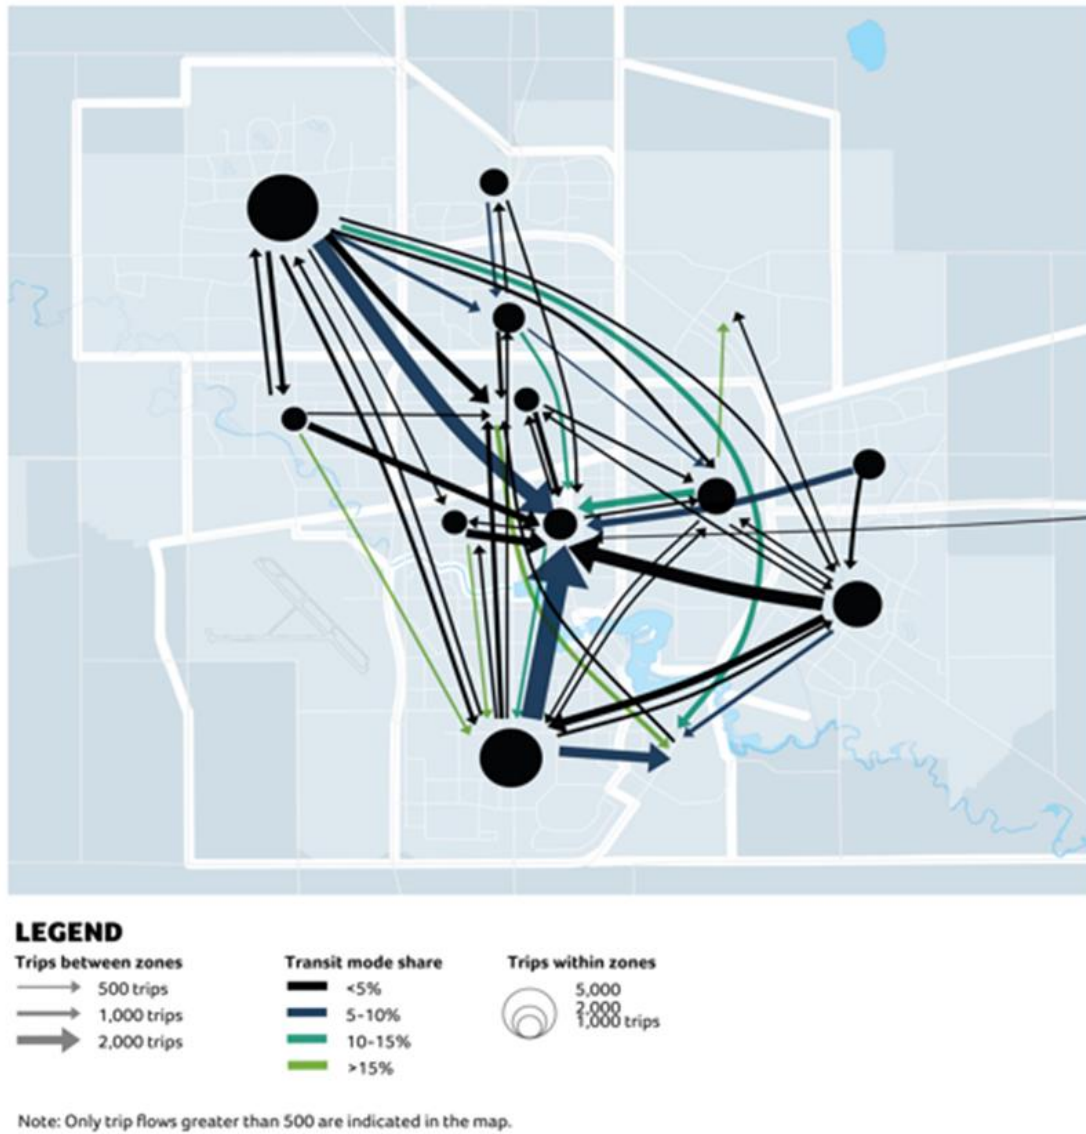 LEGEND
Trips between zones
500 trips
1,000 trips
2,000 trips
Transit mode share
<5%
5-10%
10-15%
>15%
Trips within zones
5,000
2,000
1,000 trips
Note: Only trip flows greater than 500 are indicated in the map.